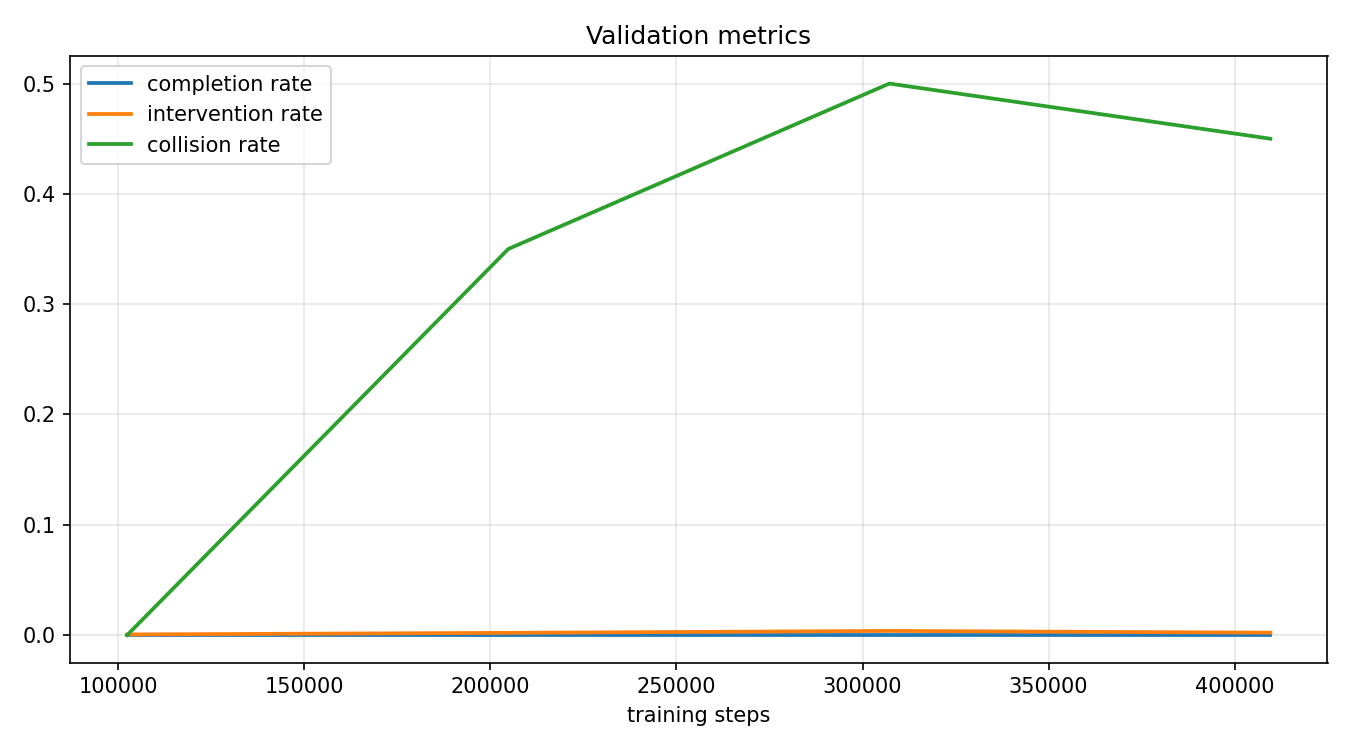 Validation metrics
completion rate
intervention rate
collision rate
0.5
0.4
0.3
0.2
0.1
0.0
100000 150000 200000 250000 300000 350000 400000
training steps